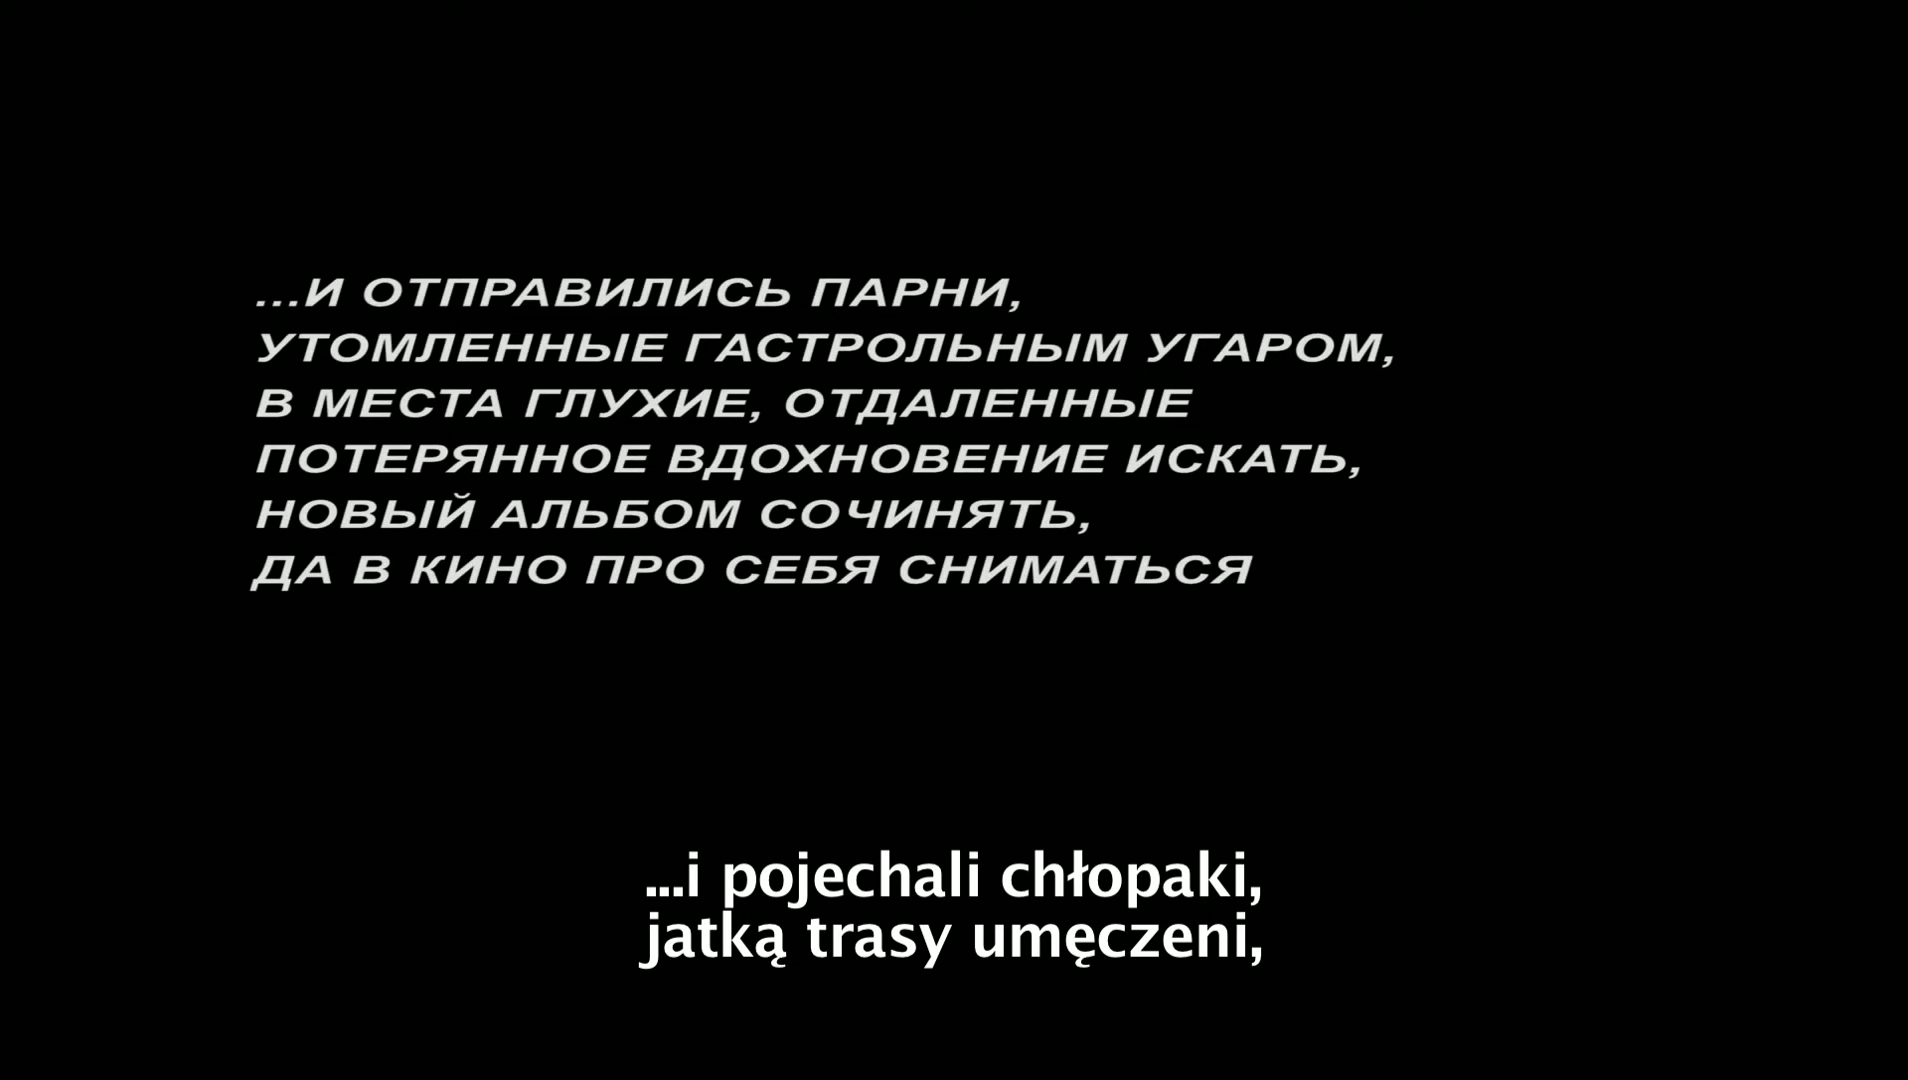 ...И ОТПРАВИЛИСЬ ПАРНИ,
УТОМЛЕННЫЕ ГАСТРОЛЬНЫМ УГАРОМ,
В МЕСТА ГЛУХИЕ, ОТДАЛЕННЫЕ
ПОТЕРЯННОЕ ВДОХНОВЕНИЕ ИСКАТЬ,
НОВЫЙ АЛЬБОМ СОЧИНЯТЬ,
ДА В КИНО ПРО СЕБЯ СНИМАТЬСЯ
...i pojechali chłopaki,
jatką trasy umęczeni,